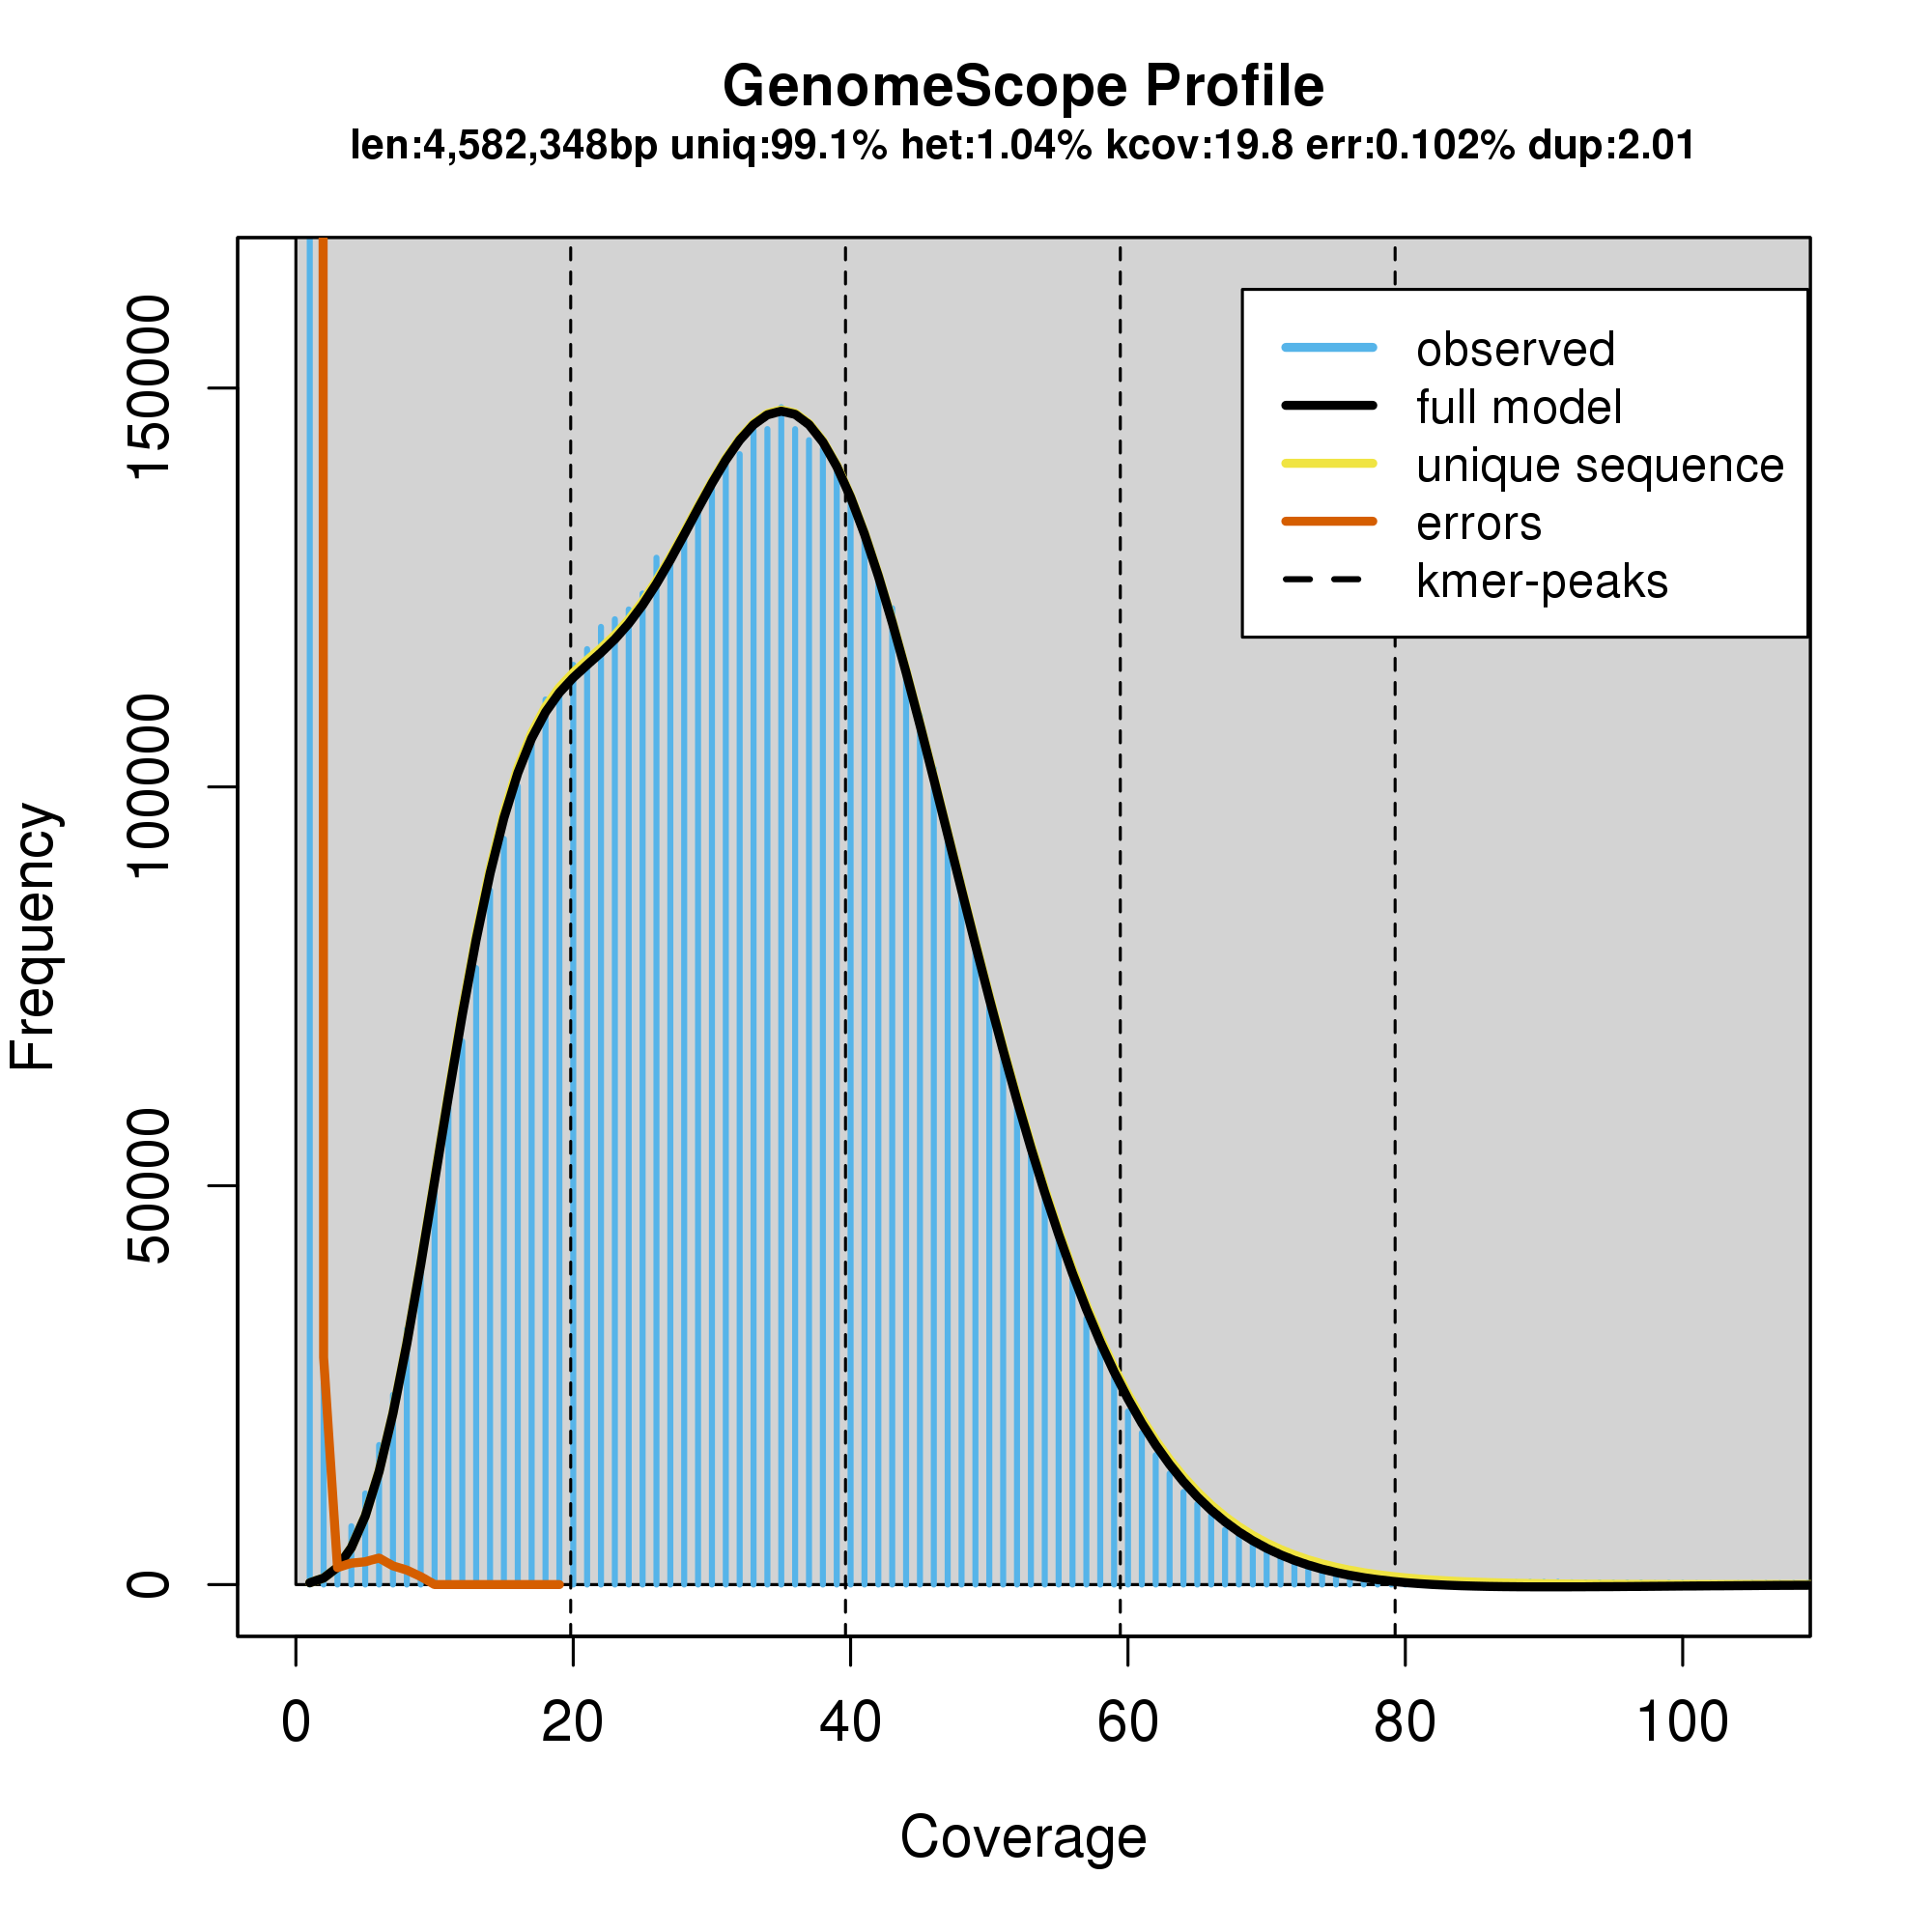 GenomeScope Profile
len:4,582,348bp uniq:99.1% het:1.04% kcov:19.8 err:0.102% dup:2.01
observed
full model
unique sequence
errors
kmer-peaks
150000
100000
50000
0
Frequency
0 20 40 60 80 100
Coverage